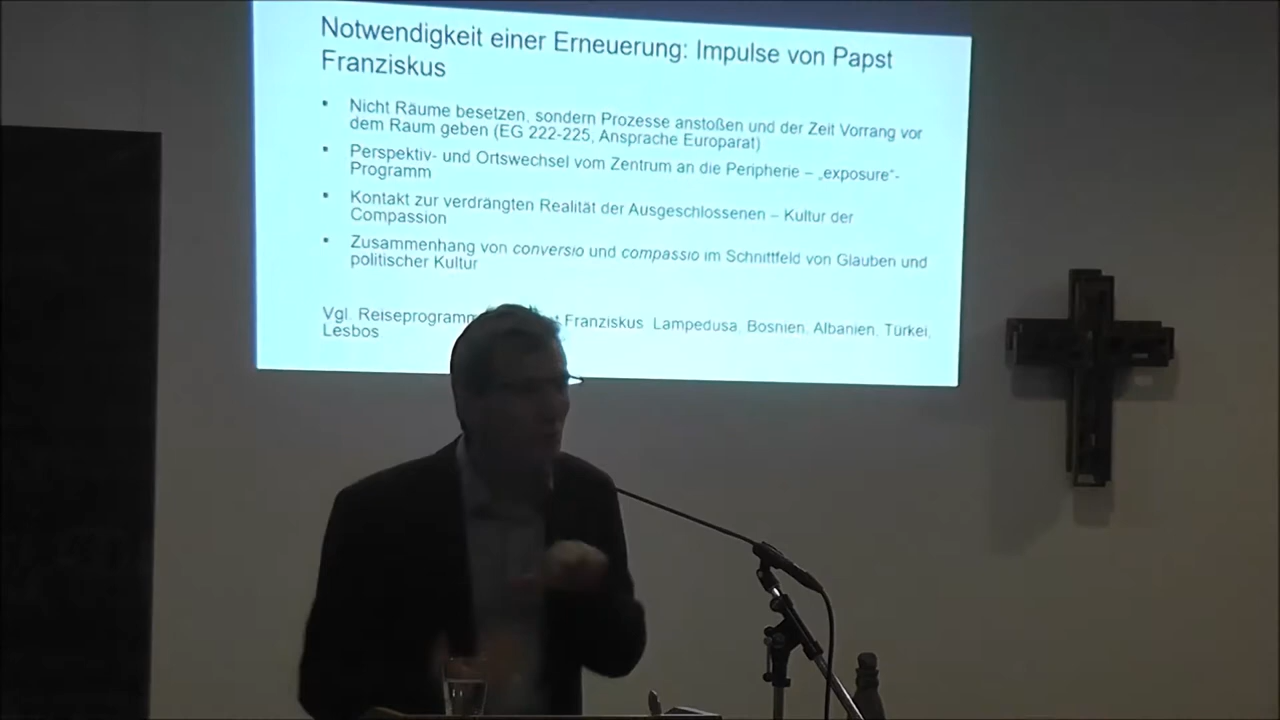 Notwendigkeit einer Erneuerung: Impulse von Papst
Franziskus
▪ Nicht Räume besetzen, sondern Prozesse anstoßen und der Zeit Vorrang vor
dem Raum geben (EG 222-225, Ansprache Europarat)
▪ Perspektiv- und Ortswechsel vom Zentrum an die Peripherie – „exposure“-
Programm
▪ Kontakt zur verdrängten Realität der Ausgeschlossenen – Kultur der
Compassion
▪ Zusammenhang von conversio und compassio im Schnittfeld von Glauben und
politischer Kultur
Vgl. Reiseprogramm Franziskus Lampedusa, Bosnien, Albanien, Türkei,
Lesbos